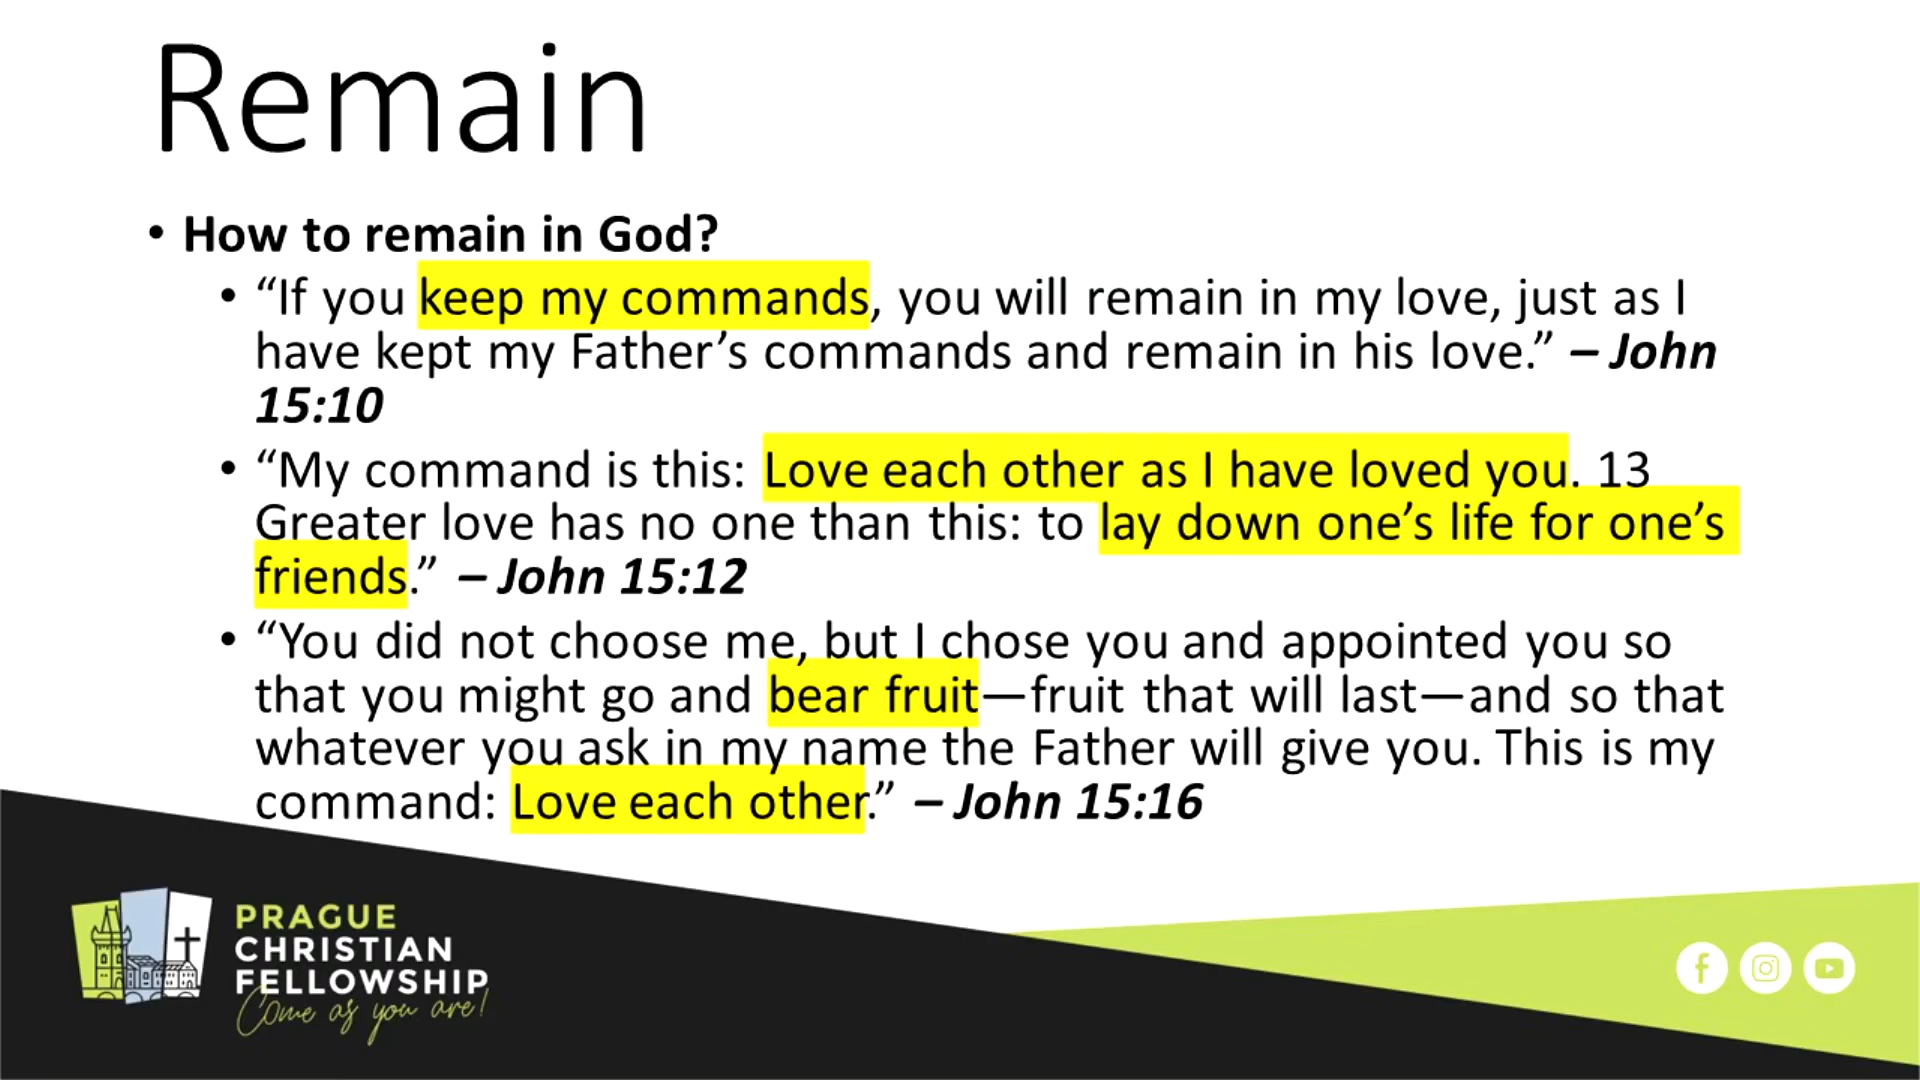 Remain
• How to remain in God?
• “If you keep my commands, you will remain in my love, just as I
have kept my Father’s commands and remain in his love.” – John
15:10
• “My command is this: Love each other as I have loved you. 13
Greater love has no one than this: to lay down one’s life for one’s
friends.” – John 15:12
• “You did not choose me, but I chose you and appointed you so
that you might go and bear fruit—fruit that will last—and so that
whatever you ask in my name the Father will give you. This is my
command: Love each other.” – John 15:16
PRAGUE
CHRISTIAN
FELLOWSHIP
Come as you are!